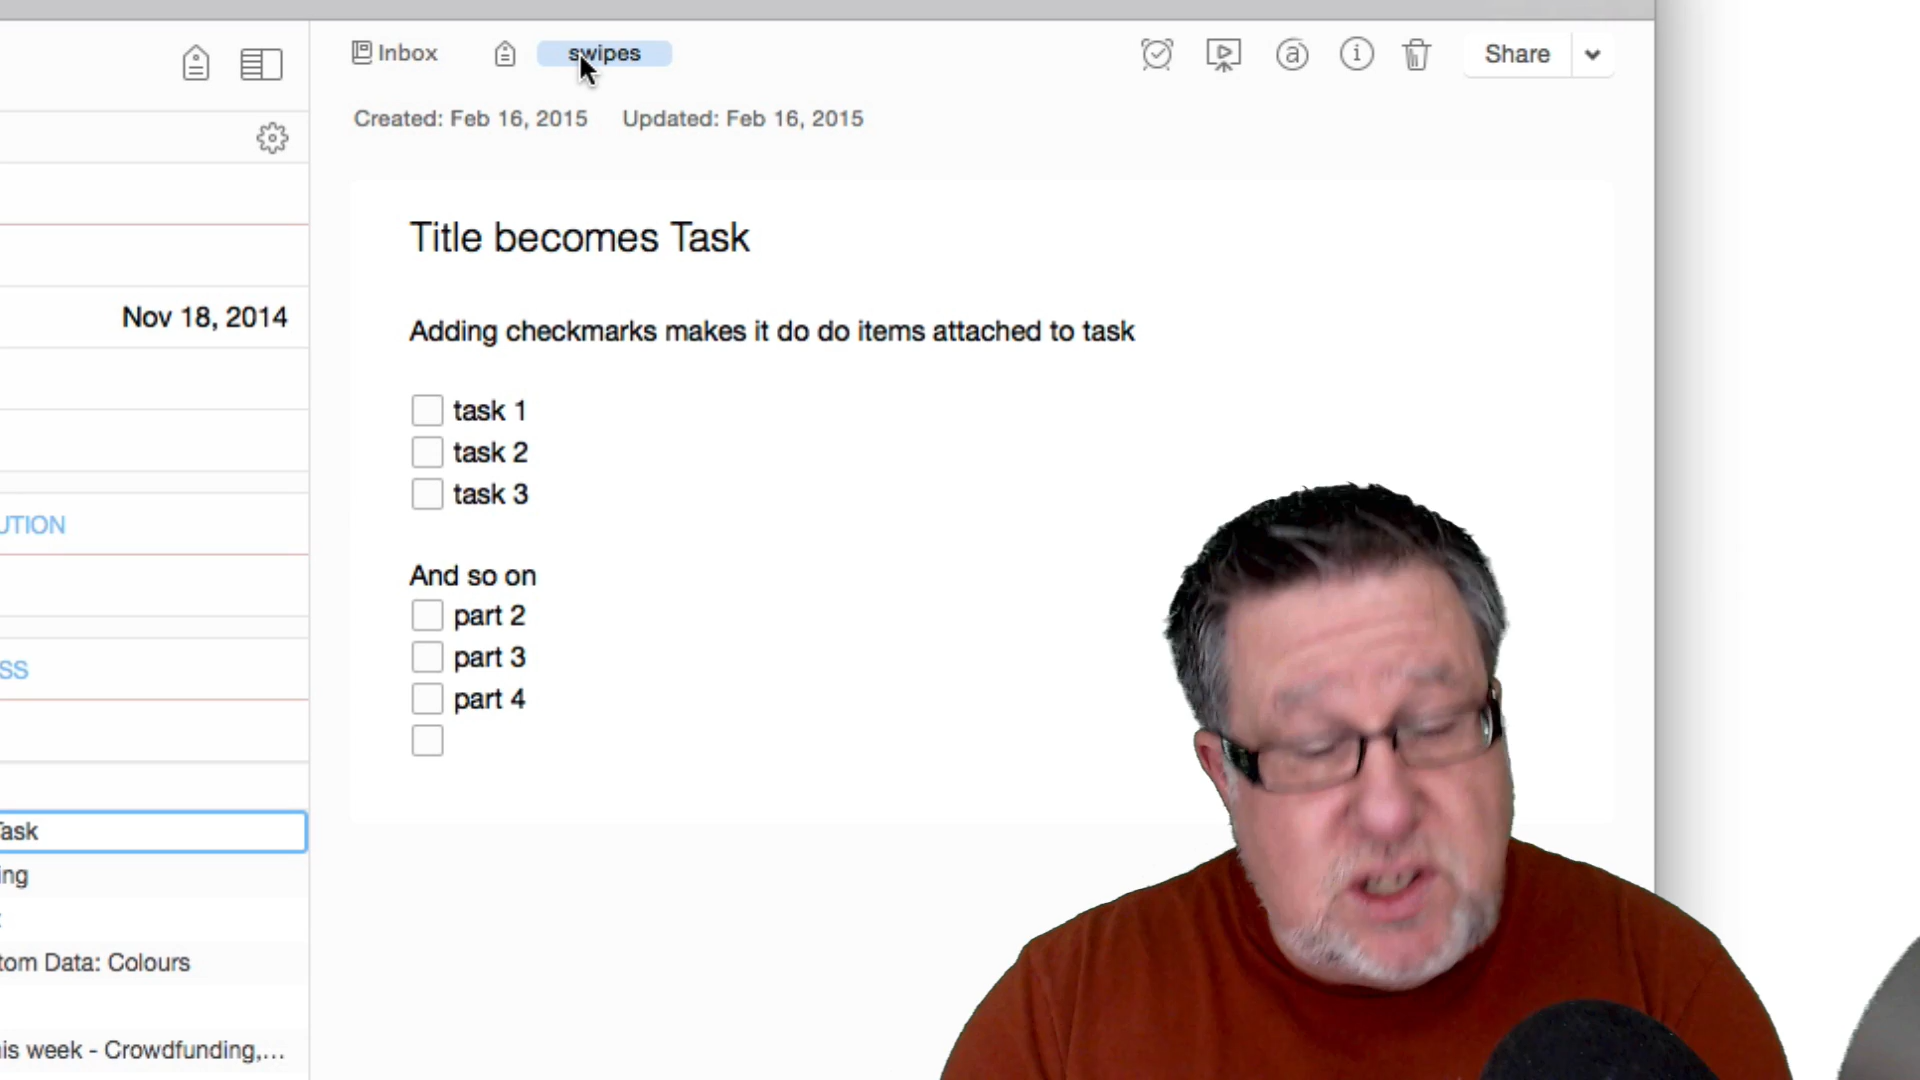 Inbox
swipes
Share
Created: Feb 16, 2015
Updated: Feb 16, 2015
Title becomes Task
Adding checkmarks makes it do do items attached to task
task 1
task 2
task 3
And so on
part 2
part 3
part 4
Nov 18, 2014
UTION
SS
Task
ing
tom Data: Colours
his week - Crowdfunding,...